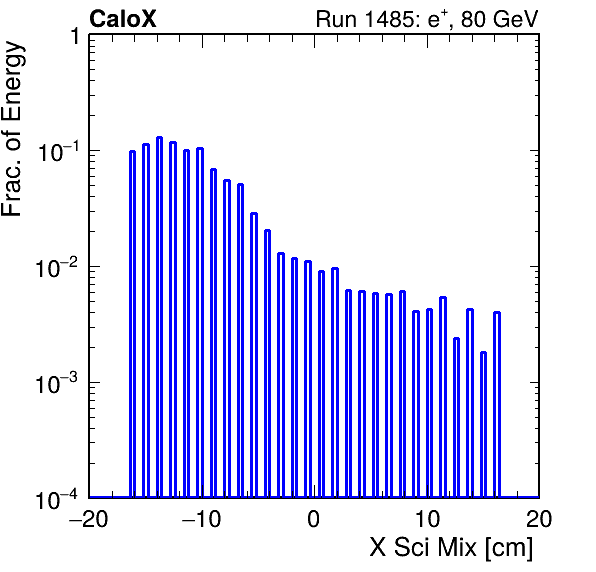 CaloX Run 1485: e⁺, 80 GeV
Frac. of Energy
1
10⁻¹
10⁻²
10⁻³
10⁻⁴
−20 −10 0 10 20
X Sci Mix [cm]